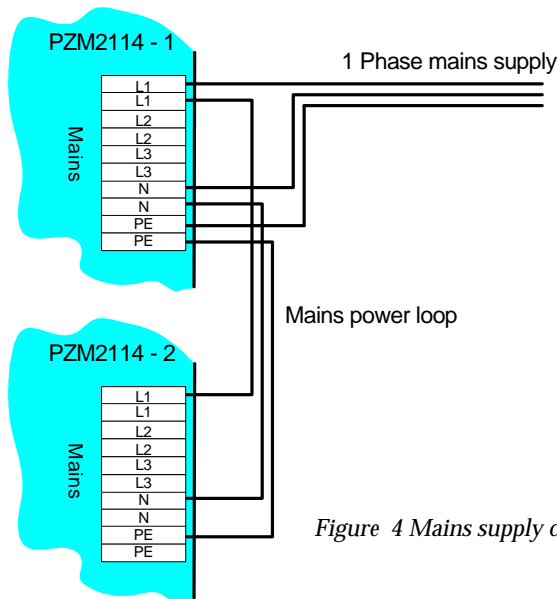 PZM2114 - 1
1 Phase mains supply
Mains
L1
L1
L2
L2
L3
L3
N
N
PE
PE
Mains power loop
PZM2114 - 2
Mains
L1
L1
L2
L2
L3
L3
N
N
PE
PE
Figure 4 Mains supply